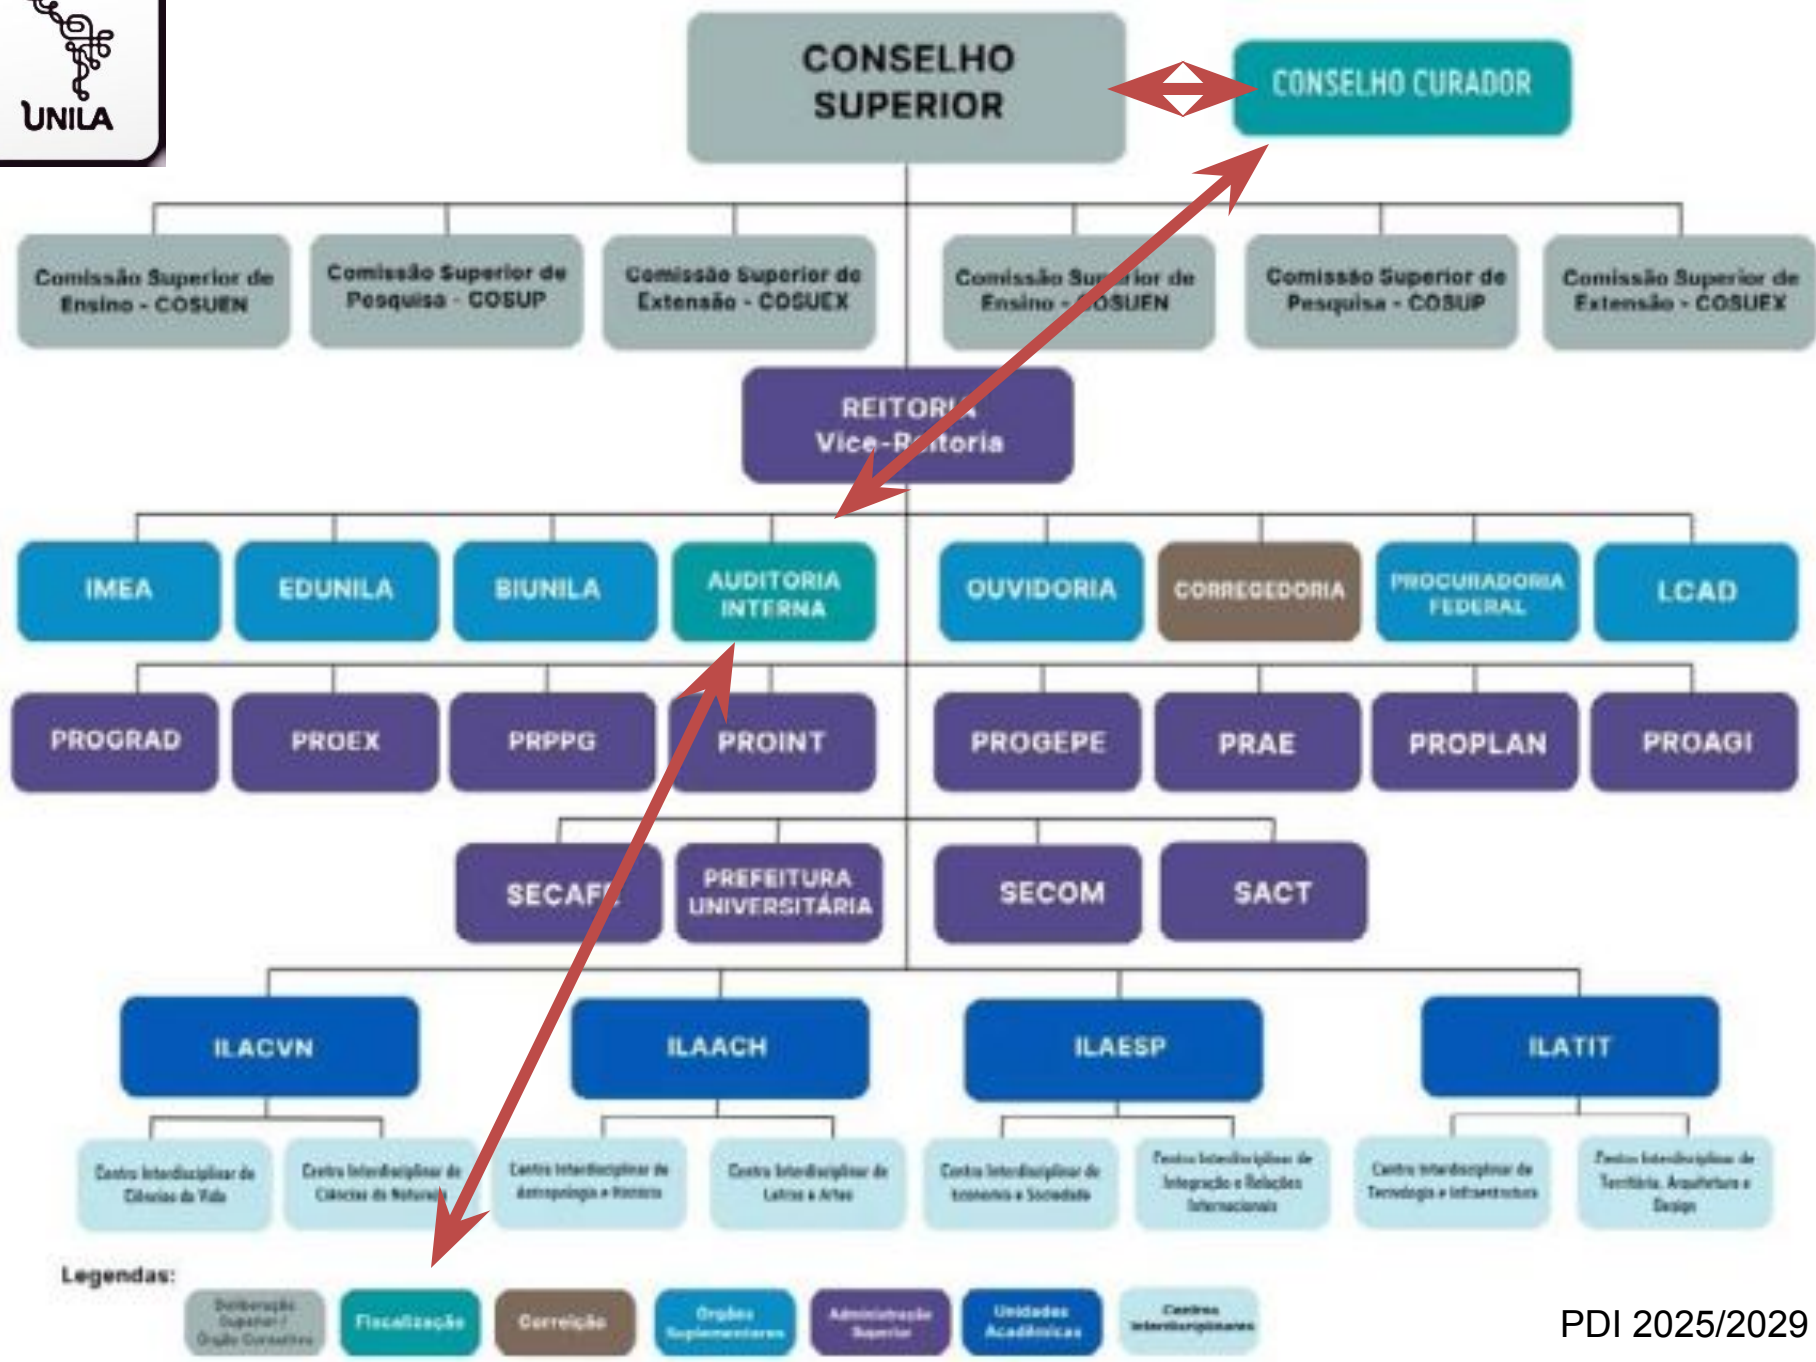 UNILA
CONSELHO
SUPERIOR
CONSELHO CURADOR
Comissão Superior de
Ensino - COSUEN
Comissão Superior de
Pesquisa - COSUP
Comissão Superior de
Extensão - COSUEX
Comissão Superior de
Ensino - COSUEN
Comissão Superior de
Pesquisa - COSUP
Comissão Superior de
Extensão - COSUEX
REITORIA
Vice-Reitoria
IMEA
EDUNILA
BIUNILA
AUDITORIA
INTERNA
OUVIDORIA
CORREGEDORIA
PROCURADORIA
FEDERAL
LCAD
PROGRAD
PROEX
PRPPG
PROINT
PROGEPE
PRAE
PROPLAN
PROAGI
PREFEITURA
UNIVERSITÁRIA
SECOM
SACT
ILACVN
ILAACH
ILAESP
ILATIT
Centro Interdisciplinar de
Ciências da Vida
Centro Interdisciplinar de
Ciências da Natureza
Centro Interdisciplinar de
Antropologia e História
Centro Interdisciplinar de
Letras e Artes
Centro Interdisciplinar de
Economia e Sociedade
Centro Interdisciplinar de
Integração e Relações
Internacionais
Centro Interdisciplinar de
Tecnologia e Infraestrutura
Centro Interdisciplinar de
Território, Arquitetura e
Design
Legendas:
Deliberação
Superior /
Órgão Consultivo
Fiscalização
Correição
Órgãos
Suplementares
Administração
Superior
Unidades
Acadêmicas
Centros
Interdisciplinares
PDI 2025/2029